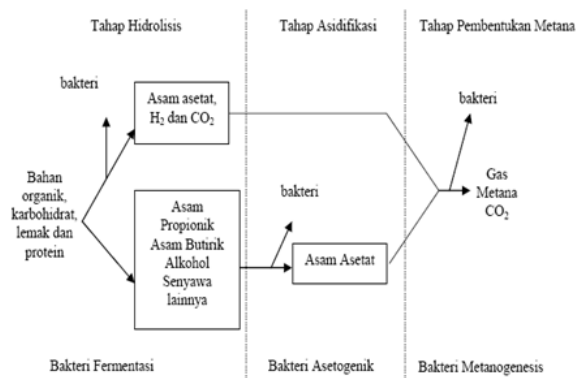 Tahap Hidrolisis
Tahap Asidifikasi
Tahap Pembentukan Metana
bakteri
Asam asetat,
H₂ dan CO₂
bakteri
Bahan
organik,
karbohidrat,
lemak dan
protein
Asam
Propionik
Asam Butirik
Alkohol
Senyawa
lainnya
bakteri
Asam Asetat
Gas
Metana
CO₂
Bakteri Fermentasi
Bakteri Asetogenik
Bakteri Metanogenesis